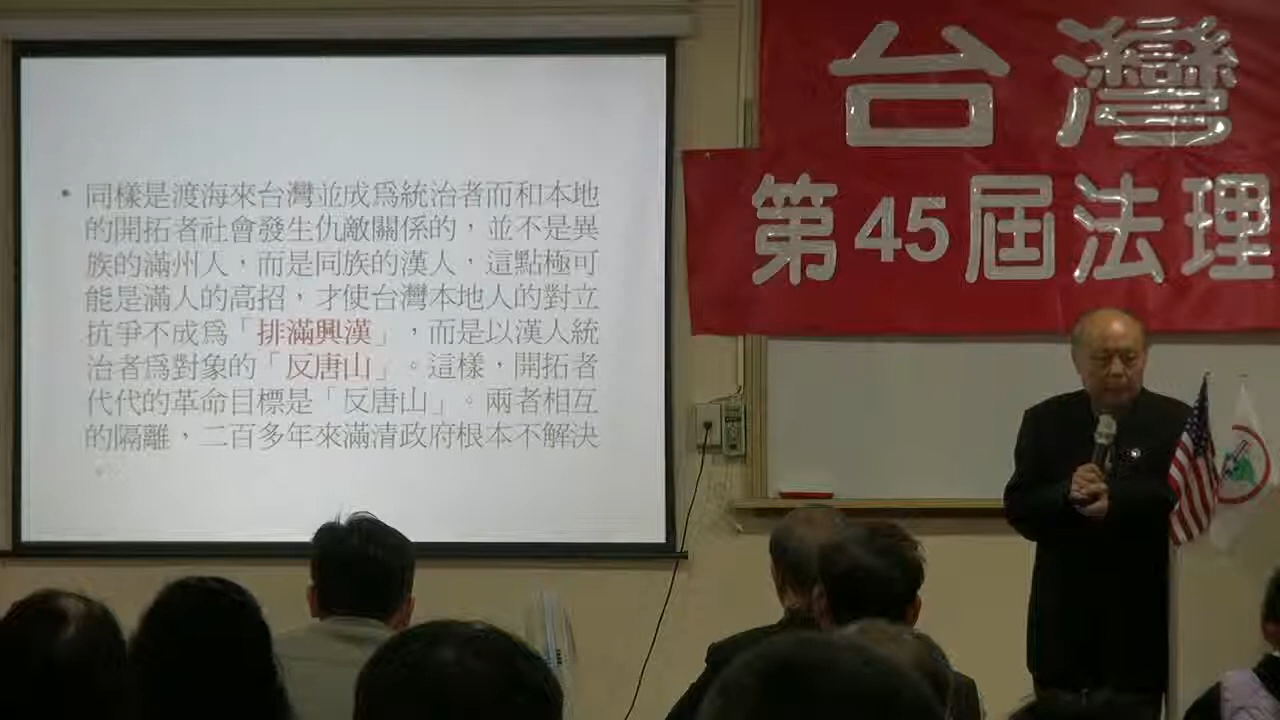 • 同樣是渡海來台灣並成爲統治者而和本地
的開拓者社會發生仇敵關係的，並不是異
族的滿州人，而是同族的漢人，這點極可
能是滿人的高招，才使台灣本地人的對立
抗爭不成爲「排滿興漢」，而是以漢人統
治者爲對象的「反唐山」。這樣，開拓者
代代的革命目標是「反唐山」。兩者相互
的隔離，二百多年來滿清政府根本不解決
。
台灣
第45屆法理